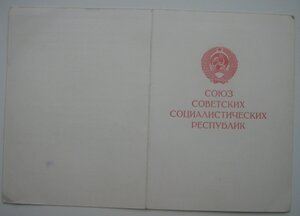 СОЮЗ
СОВЕТСКИХ
СОЦИАЛИСТИЧЕСКИХ
РЕСПУБЛИК